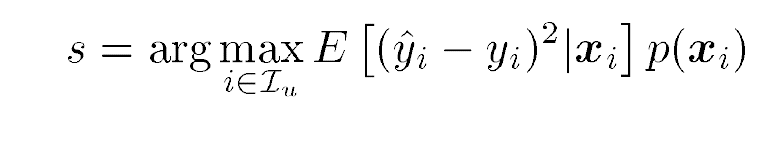 s = arg max_{i∈ℐ_u} E [(ŷ_i − y_i)²|𝒙_i] p(𝒙_i)